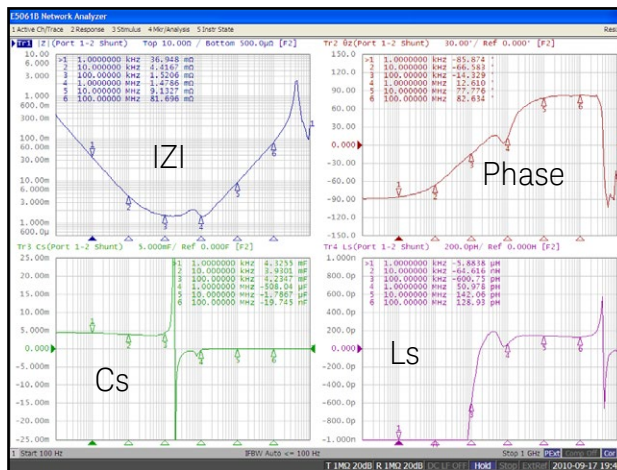 E5061B Network Analyzer
1 Active Ch/Trace 2 Response 3 Stimulus 4 Mkr/Analysis 5 Instr State
Tr1 |Z|(Port 1-2 Shunt) Top 10.00Ω / Bottom 500.0µΩ [F2]
10.00
6.000
3.000
1.000
600.0m
300.0m
100.0m
60.00m
30.00m
10.00m
6.000m
3.000m
1.000m
600.0µ
>1 1.0000000 kHz 36.948 mΩ
2 10.000000 kHz 4.4167 mΩ
3 100.00000 kHz 1.5206 mΩ
4 1.0000000 MHz 1.4786 mΩ
5 10.000000 MHz 9.1327 mΩ
6 100.00000 MHz 81.696 mΩ
IZI
Tr2 θz(Port 1-2 Shunt) 30.00°/ Ref 0.000° [F2]
150.0
120.0
90.00
60.00
30.00
0.000
-30.00
-60.00
-90.00
-120.0
-150.0
>1 1.0000000 kHz -85.874 °
2 10.000000 kHz -66.583 °
3 100.00000 kHz -14.329 °
4 1.0000000 MHz 12.610 °
5 10.000000 MHz 77.776 °
6 100.00000 MHz 82.634 °
Phase
Tr3 Cs(Port 1-2 Shunt) 5.000mF/ Ref 0.000F [F2]
25.00m
20.00m
15.00m
10.00m
5.000m
0.000
-5.000m
-10.00m
-15.00m
-20.00m
-25.00m
>1 1.0000000 kHz 4.3255 mF
2 10.000000 kHz 3.9301 mF
3 100.00000 kHz 4.2347 mF
4 1.0000000 MHz -508.04 µF
5 10.000000 MHz -1.7867 µF
6 100.00000 MHz -19.745 nF
Cs
Tr4 Ls(Port 1-2 Shunt) 200.0pH/ Ref 0.000H [F2]
1.000n
800.0p
600.0p
400.0p
200.0p
0.000
-200.0p
-400.0p
-600.0p
-800.0p
-1.000n
>1 1.0000000 kHz -5.8838 µH
2 10.000000 kHz -64.616 nH
3 100.00000 kHz -600.75 pH
4 1.0000000 MHz 50.978 pH
5 10.000000 MHz 142.06 pH
6 100.00000 MHz 128.93 pH
Ls
1 Start 100 Hz IFBW Auto <= 100 Hz Stop 1 GHz PExt Comp Off Cor
T 1MΩ 20dB R 1MΩ 20dB DC LF OFF Hold Stop ExtRef 2010-09-17 19:4